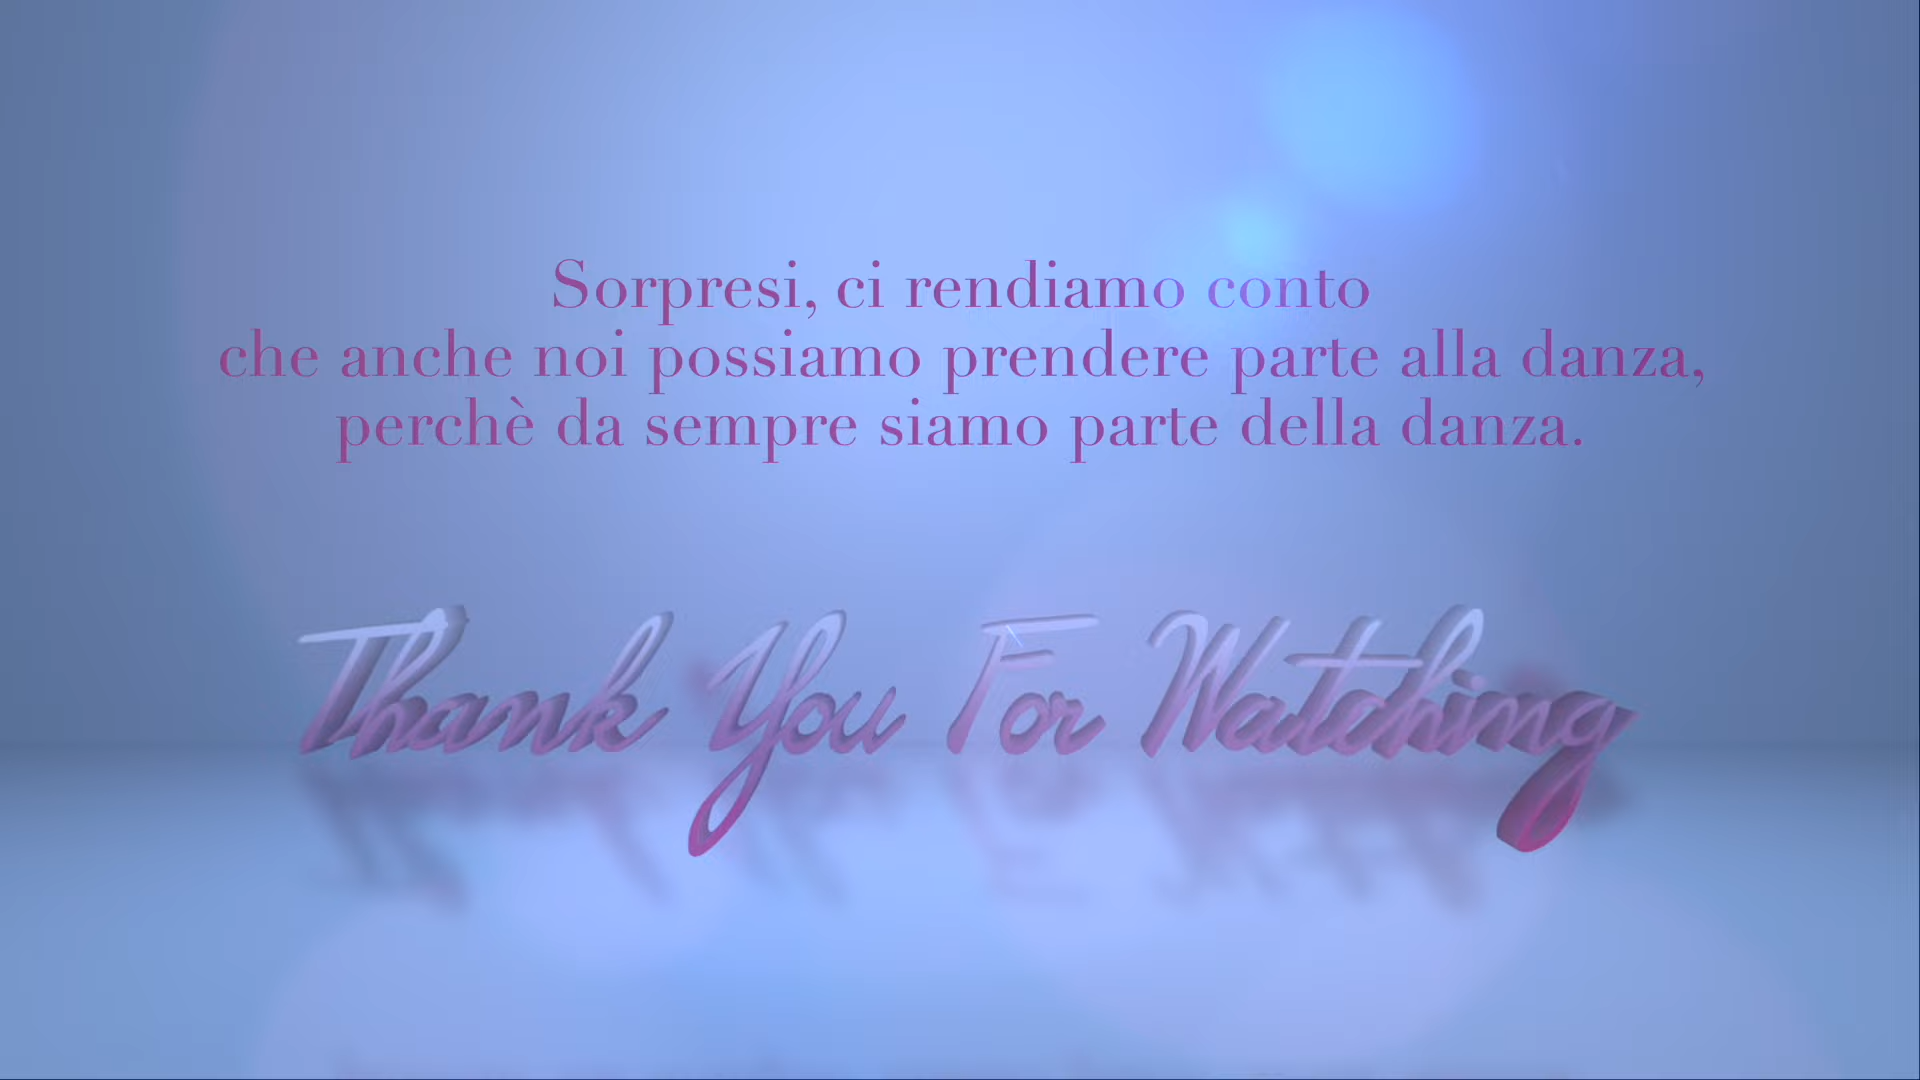 Sorpresi, ci rendiamo conto
che anche noi possiamo prendere parte alla danza,
perchè da sempre siamo parte della danza.
Thank You For Watching